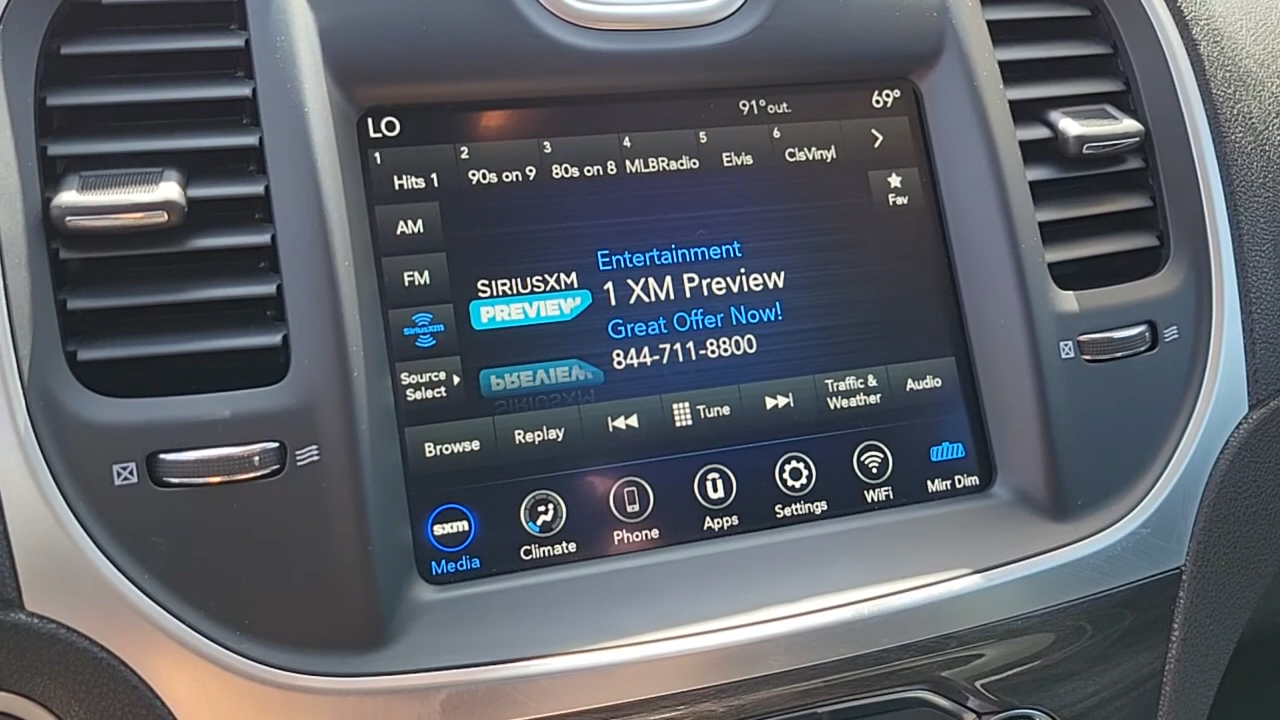 LO
91° out.
69°
1 Hits 1
2 90s on 9
3 80s on 8
4 MLBRadio
5 Elvis
6 ClsVinyl
Fav
AM
FM
SiriusXM
Source
Select
SIRIUSXM
PREVIEW
Entertainment
1 XM Preview
Great Offer Now!
844-711-8800
PREVIEW
SIRIUSXM
Browse
Replay
Tune
Traffic &
Weather
Audio
sxm
Media
Climate
Phone
Apps
Settings
WiFi
Mirr Dim